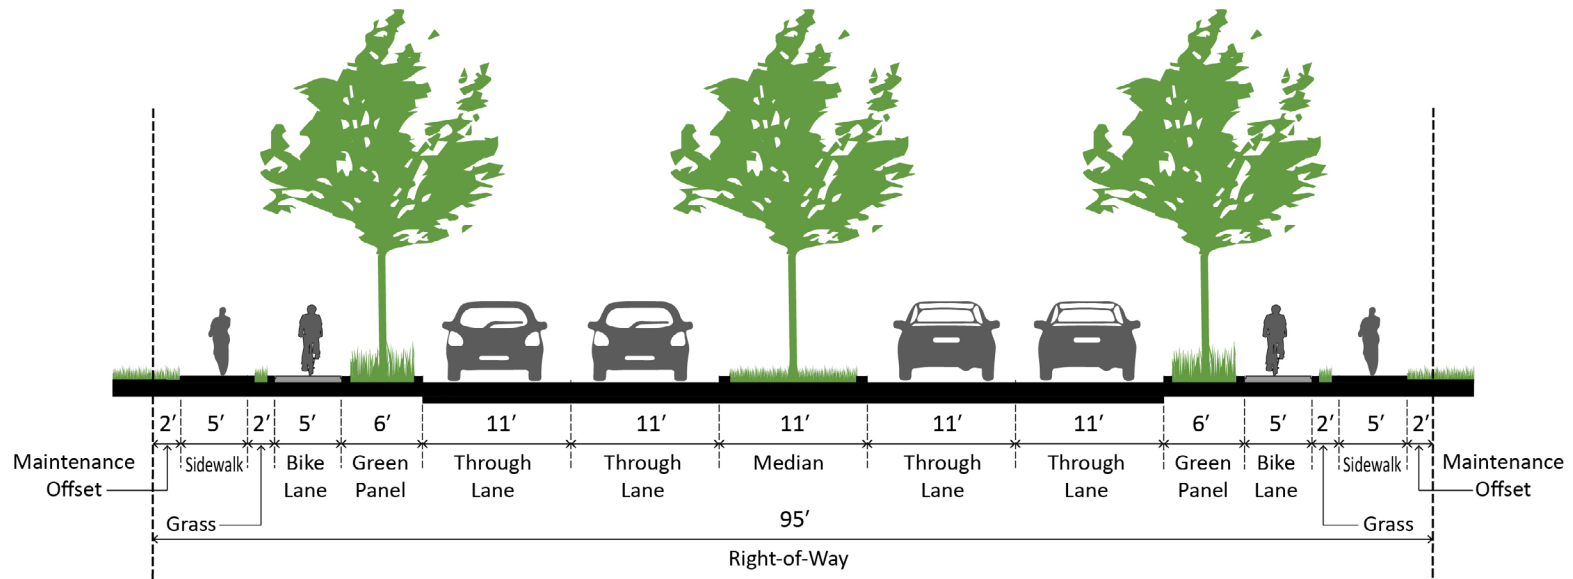 2′ 5′ 2′ 5′ 6′ 11′ 11′ 11′ 11′ 11′ 6′ 5′ 2′ 5′ 2′
Maintenance Offset
Sidewalk
Grass
Bike Lane
Green Panel
Through Lane
Through Lane
Median
Through Lane
Through Lane
Green Panel
Bike Lane
Grass
Sidewalk
Maintenance Offset
95′
Right-of-Way